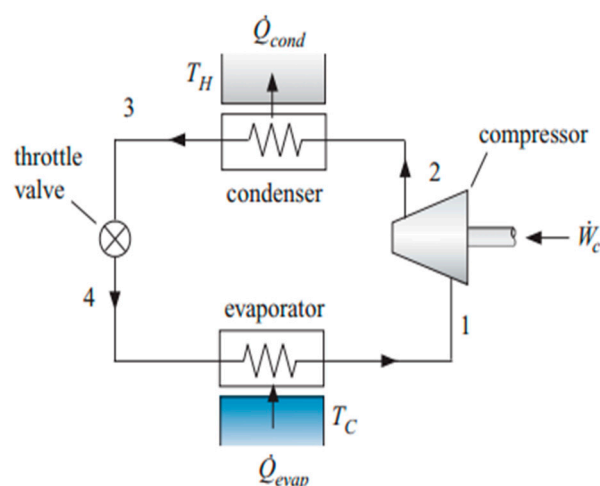 Q̇cond
TH
3
compressor
throttle
valve
condenser
2
Ẇc
4
evaporator
1
TC
Q̇evap